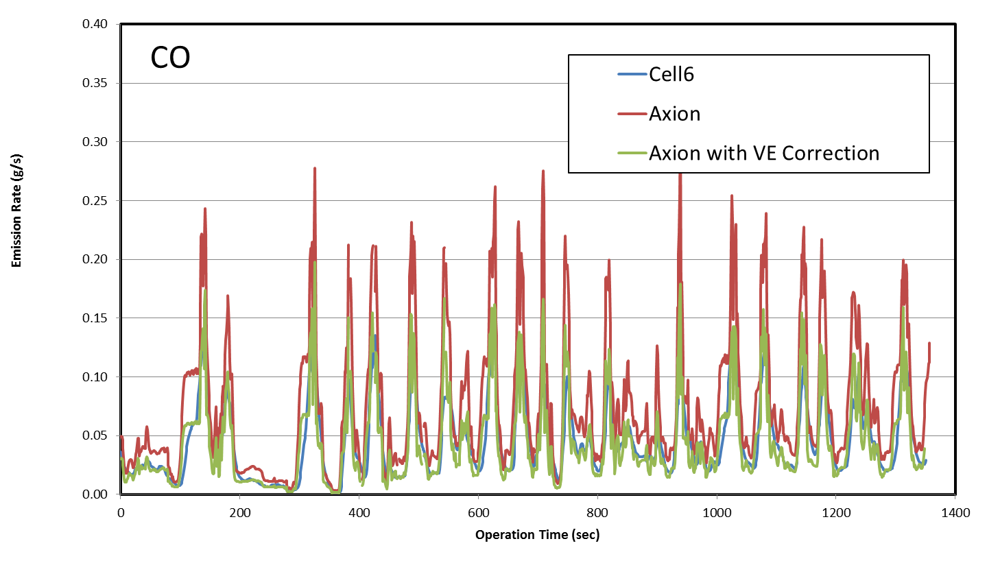 CO
Cell6
Axion
Axion with VE Correction
Emission Rate (g/s)
0.40
0.35
0.30
0.25
0.20
0.15
0.10
0.05
0.00
0 200 400 600 800 1000 1200 1400
Operation Time (sec)